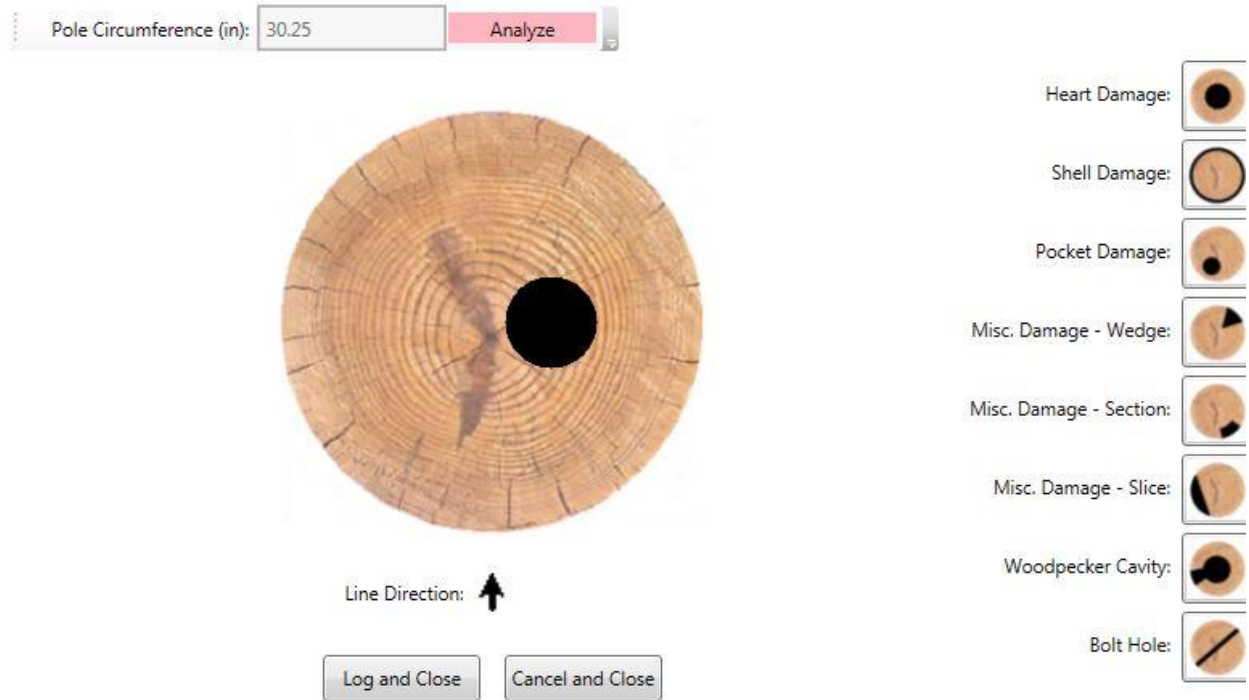 Pole Circumference (in): 30.25 Analyze
Heart Damage:
Shell Damage:
Pocket Damage:
Misc. Damage - Wedge:
Misc. Damage - Section:
Misc. Damage - Slice:
Woodpecker Cavity:
Bolt Hole:
Line Direction:
Log and Close Cancel and Close